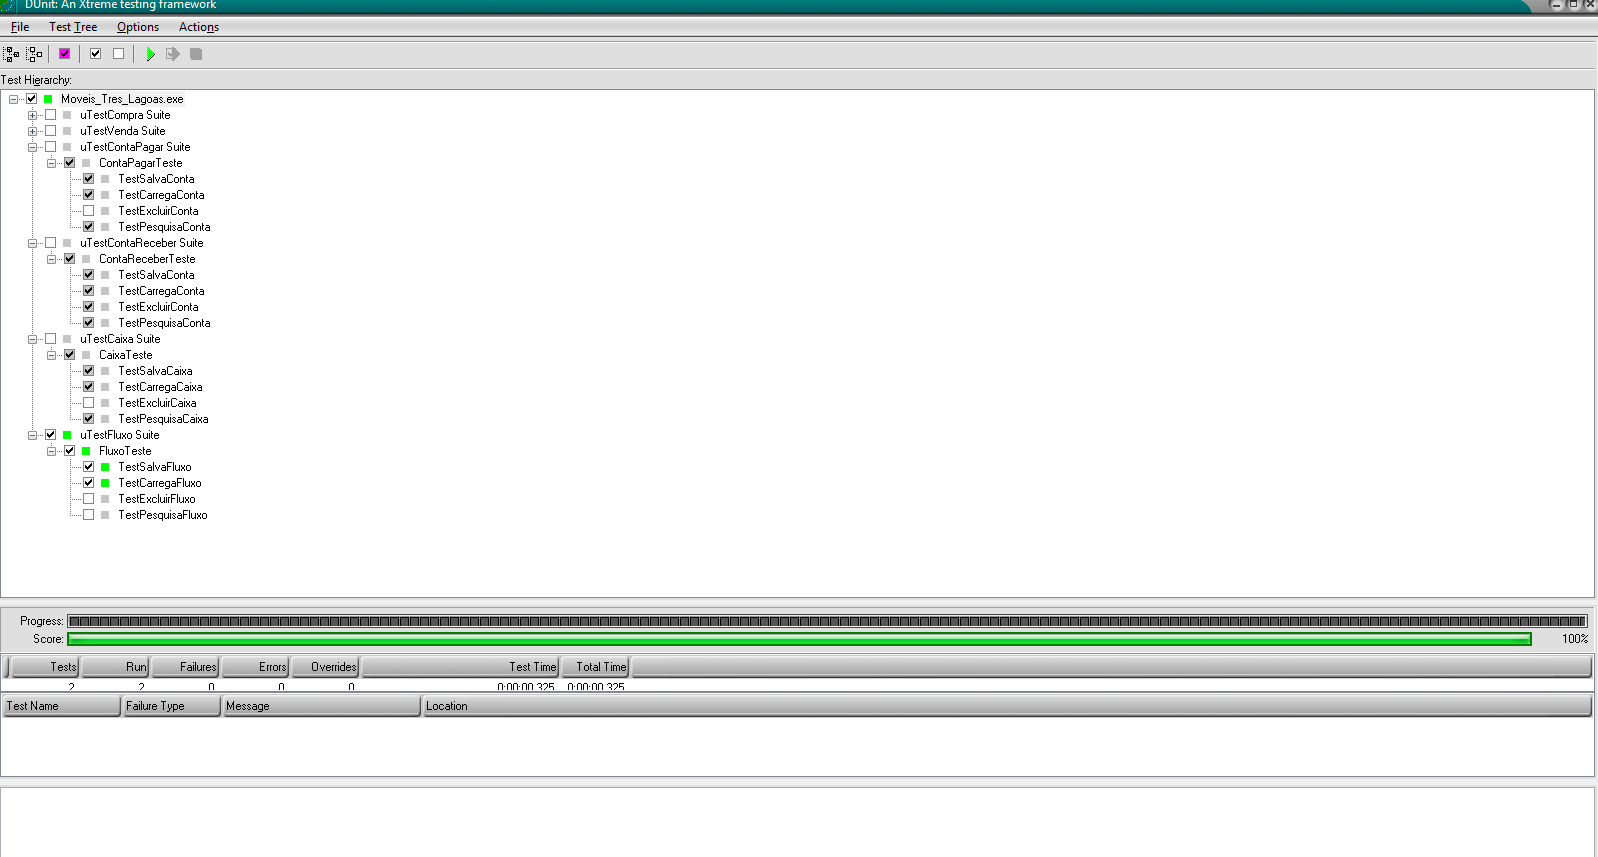 DUnit: An Xtreme testing framework
File Test Tree Options Actions
Test Hierarchy:
Moveis_Tres_Lagoas.exe
uTestCompra Suite
uTestVenda Suite
uTestContaPagar Suite
ContaPagarTeste
TestSalvaConta
TestCarregaConta
TestExcluirConta
TestPesquisaConta
uTestContaReceber Suite
ContaReceberTeste
TestSalvaConta
TestCarregaConta
TestExcluirConta
TestPesquisaConta
uTestCaixa Suite
CaixaTeste
TestSalvaCaixa
TestCarregaCaixa
TestExcluirCaixa
TestPesquisaCaixa
uTestFluxo Suite
FluxoTeste
TestSalvaFluxo
TestCarregaFluxo
TestExcluirFluxo
TestPesquisaFluxo
Progress:
Score: 100%
Tests Run Failures Errors Overrides Test Time Total Time
2 2 0 0 0 0:00:00.325 0:00:00.325
Test Name Failure Type Message Location